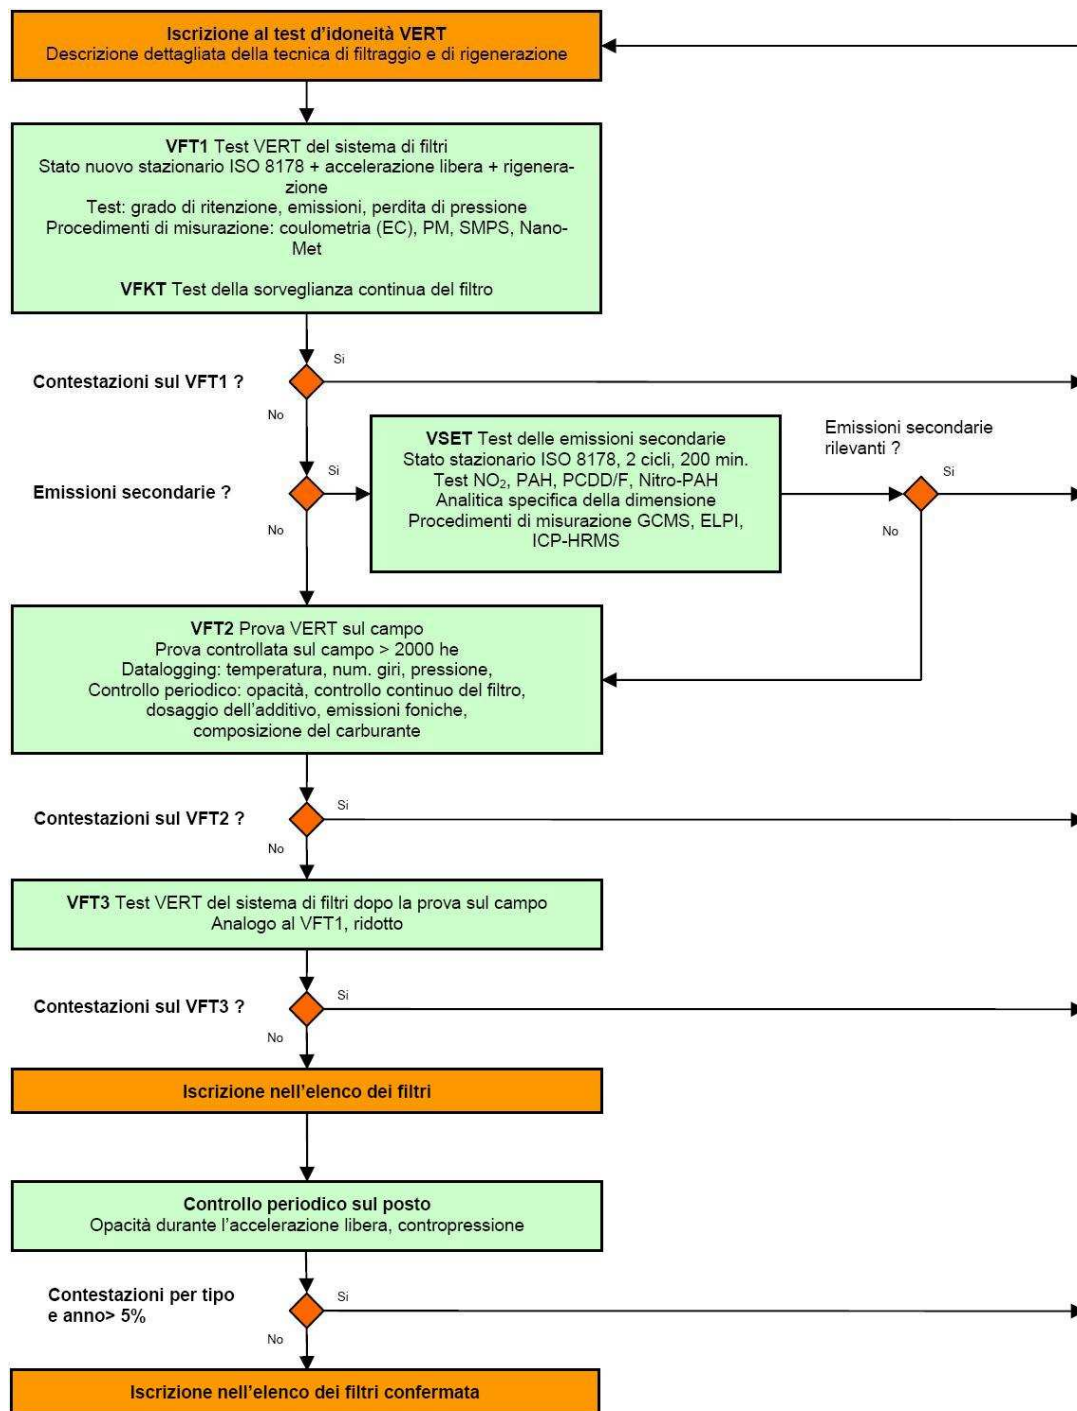 Iscrizione al test d'idoneità VERT
Descrizione dettagliata della tecnica di filtraggio e di rigenerazione
VFT1 Test VERT del sistema di filtri
Stato nuovo stazionario ISO 8178 + accelerazione libera + rigenera-
zione
Test: grado di ritenzione, emissioni, perdita di pressione
Procedimenti di misurazione: coulometria (EC), PM, SMPS, Nano-
Met
VFKT Test della sorveglianza continua del filtro
Si
Contestazioni sul VFT1 ?
No
VSET Test delle emissioni secondarie
Stato stazionario ISO 8178, 2 cicli, 200 min.
Test NO₂, PAH, PCDD/F, Nitro-PAH
Analitica specifica della dimensione
Procedimenti di misurazione GCMS, ELPI,
ICP-HRMS
Emissioni secondarie
rilevanti ?
Si
Si
Emissioni secondarie ?
No
No
VFT2 Prova VERT sul campo
Prova controllata sul campo > 2000 he
Datalogging: temperatura, num. giri, pressione,
Controllo periodico: opacità, controllo continuo del filtro,
dosaggio dell'additivo, emissioni foniche,
composizione del carburante
Si
Contestazioni sul VFT2 ?
No
VFT3 Test VERT del sistema di filtri dopo la prova sul campo
Analogo al VFT1, ridotto
Si
Contestazioni sul VFT3 ?
No
Iscrizione nell'elenco dei filtri
Controllo periodico sul posto
Opacità durante l'accelerazione libera, contropressione
Contestazioni per tipo
e anno> 5%
Si
No
Iscrizione nell'elenco dei filtri confermata